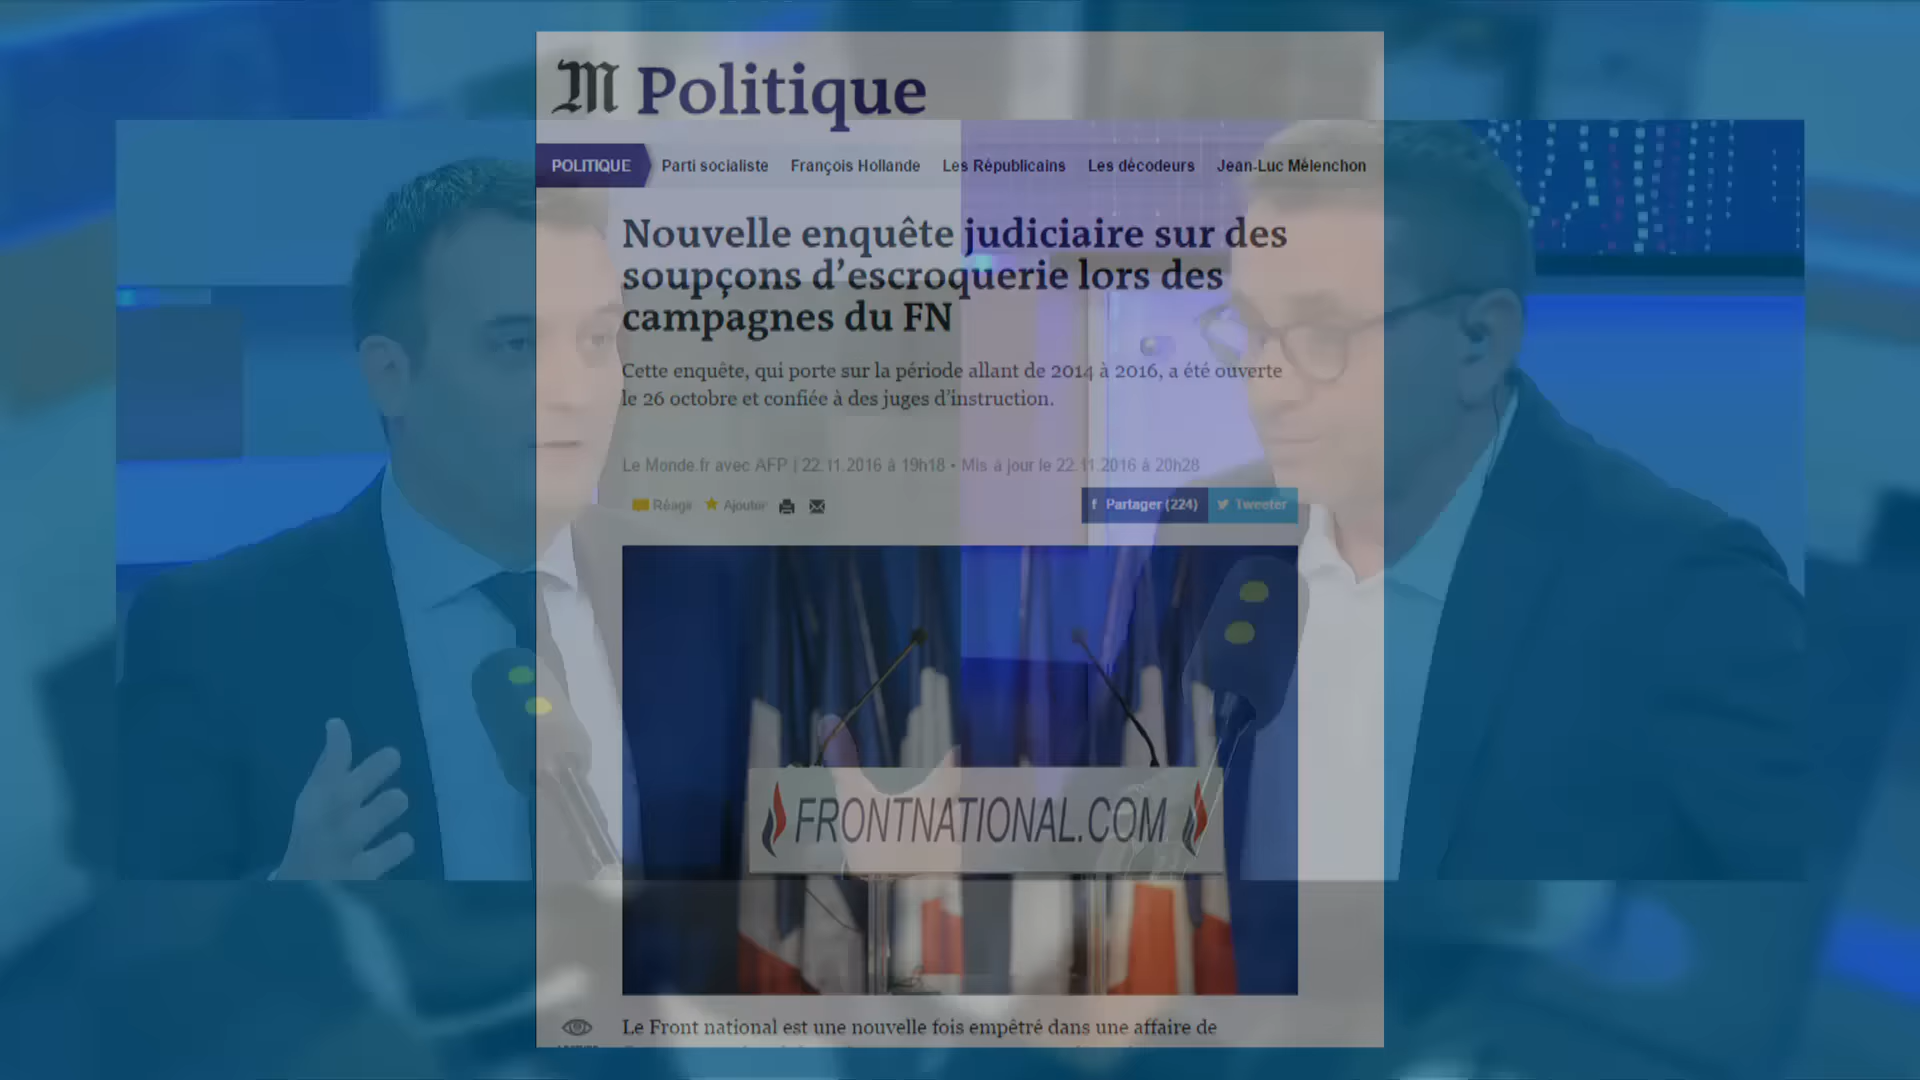 M Politique
POLITIQUE Parti socialiste François Hollande Les Républicains Les décodeurs Jean-Luc Mélenchon
Nouvelle enquête judiciaire sur des
soupçons d'escroquerie lors des
campagnes du FN
Cette enquête, qui porte sur la période allant de 2014 à 2016, a été ouverte
le 26 octobre et confiée à des juges d'instruction.
Le Monde.fr avec AFP | 22.11.2016 à 19h18 • Mis à jour le 22.11.2016 à 20h28
Réagir Ajouter f Partager (224) Tweeter
FRONTNATIONAL.COM
Le Front national est une nouvelle fois empêtré dans une affaire de